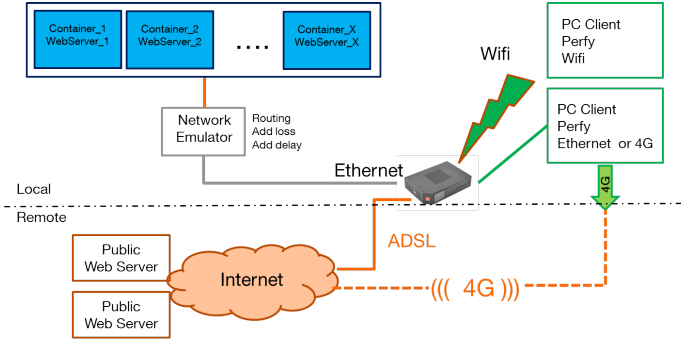 Container_1
WebServer_1
Container_2
WebServer_2
....
Container_X
WebServer_X
PC Client
Perfy
Wifi
Wifi
Network
Emulator
Routing
Add loss
Add delay
PC Client
Perfy
Ethernet or 4G
Ethernet
4G
Local
Remote
Public
Web Server
ADSL
Internet
((( 4G )))
Public
Web Server